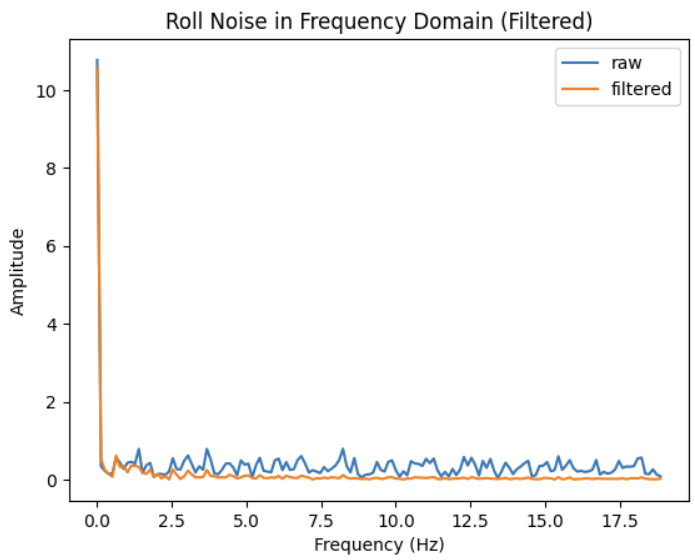 Roll Noise in Frequency Domain (Filtered)
raw
filtered
Amplitude
10
8
6
4
2
0
0.0 2.5 5.0 7.5 10.0 12.5 15.0 17.5
Frequency (Hz)